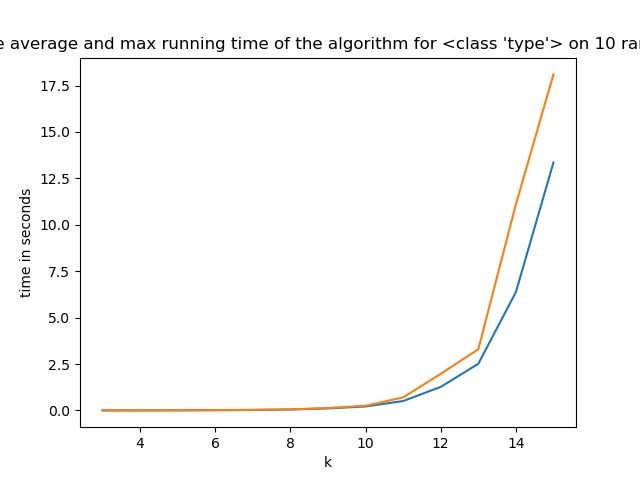 average and max running time of the algorithm for <class 'type'> on 10
17.5
15.0
12.5
10.0
7.5
5.0
2.5
0.0
time in seconds
4 6 8 10 12 14
k